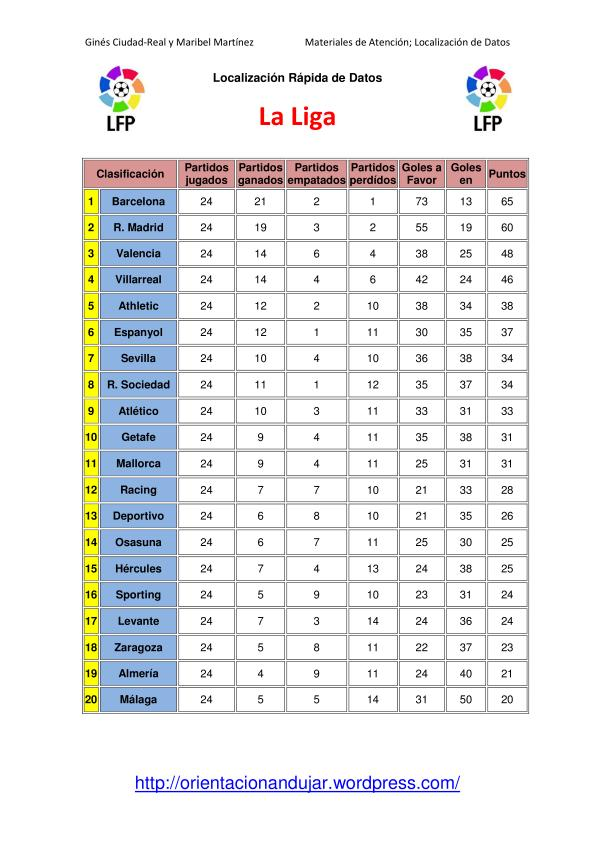 Ginés Ciudad-Real y Maribel Martínez Materiales de Atención; Localización de Datos
LFP
Localización Rápida de Datos
LFP
La Liga
Clasificación Partidos jugados Partidos ganados Partidos empatados Partidos perdidos Goles a Favor Goles en Puntos
1 Barcelona 24 21 2 1 73 13 65
2 R. Madrid 24 19 3 2 55 19 60
3 Valencia 24 14 6 4 38 25 48
4 Villarreal 24 14 4 6 42 24 46
5 Athletic 24 12 2 10 38 34 38
6 Espanyol 24 12 1 11 30 35 37
7 Sevilla 24 10 4 10 36 38 34
8 R. Sociedad 24 11 1 12 35 37 34
9 Atlético 24 10 3 11 33 31 33
10 Getafe 24 9 4 11 35 38 31
11 Mallorca 24 9 4 11 25 31 31
12 Racing 24 7 7 10 21 33 28
13 Deportivo 24 6 8 10 21 35 26
14 Osasuna 24 6 7 11 25 30 25
15 Hércules 24 7 4 13 24 38 25
16 Sporting 24 5 9 10 23 31 24
17 Levante 24 7 3 14 24 36 24
18 Zaragoza 24 5 8 11 22 37 23
19 Almería 24 4 9 11 24 40 21
20 Málaga 24 5 5 14 31 50 20
http://orientacionandujar.wordpress.com/